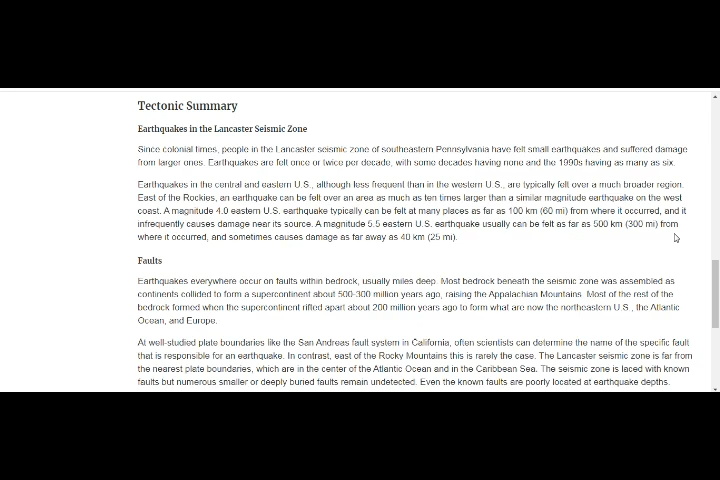 Tectonic Summary
Earthquakes in the Lancaster Seismic Zone
Since colonial times, people in the Lancaster seismic zone of southeastern Pennsylvania have felt small earthquakes and suffered damage
from larger ones. Earthquakes are felt once or twice per decade, with some decades having none and the 1990s having as many as six.
Earthquakes in the central and eastern U.S., although less frequent than in the western U.S., are typically felt over a much broader region.
East of the Rockies, an earthquake can be felt over an area as much as ten times larger than a similar magnitude earthquake on the west
coast. A magnitude 4.0 eastern U.S. earthquake typically can be felt at many places as far as 100 km (60 mi) from where it occurred, and it
infrequently causes damage near its source. A magnitude 5.5 eastern U.S. earthquake usually can be felt as far as 500 km (300 mi) from
where it occurred, and sometimes causes damage as far away as 40 km (25 mi).
Faults
Earthquakes everywhere occur on faults within bedrock, usually miles deep. Most bedrock beneath the seismic zone was assembled as
continents collided to form a supercontinent about 500-300 million years ago, raising the Appalachian Mountains. Most of the rest of the
bedrock formed when the supercontinent rifted apart about 200 million years ago to form what are now the northeastern U.S., the Atlantic
Ocean, and Europe.
At well-studied plate boundaries like the San Andreas fault system in California, often scientists can determine the name of the specific fault
that is responsible for an earthquake. In contrast, east of the Rocky Mountains this is rarely the case. The Lancaster seismic zone is far from
the nearest plate boundaries, which are in the center of the Atlantic Ocean and in the Caribbean Sea. The seismic zone is laced with known
faults but numerous smaller or deeply buried faults remain undetected. Even the known faults are poorly located at earthquake depths.